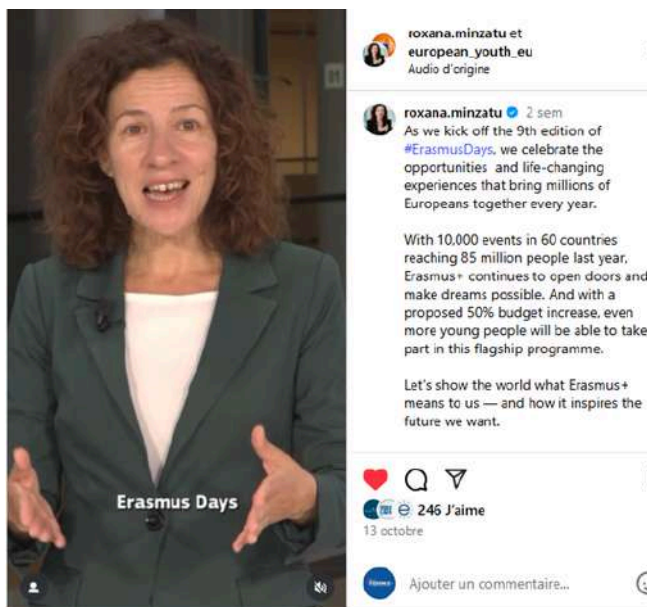 roxana.minzatu et
european_youth_eu
Audio d'origine
roxana.minzatu 2 sem
As we kick off the 9th edition of
#ErasmusDays, we celebrate the
opportunities and life-changing
experiences that bring millions of
Europeans together every year.
With 10,000 events in 60 countries
reaching 85 million people last year,
Erasmus+ continues to open doors and
make dreams possible. And with a
proposed 50% budget increase, even
more young people will be able to take
part in this flagship programme.
Let's show the world what Erasmus+
means to us — and how it inspires the
future we want.
Erasmus Days
246 J'aime
13 octobre
Ajouter un commentaire...